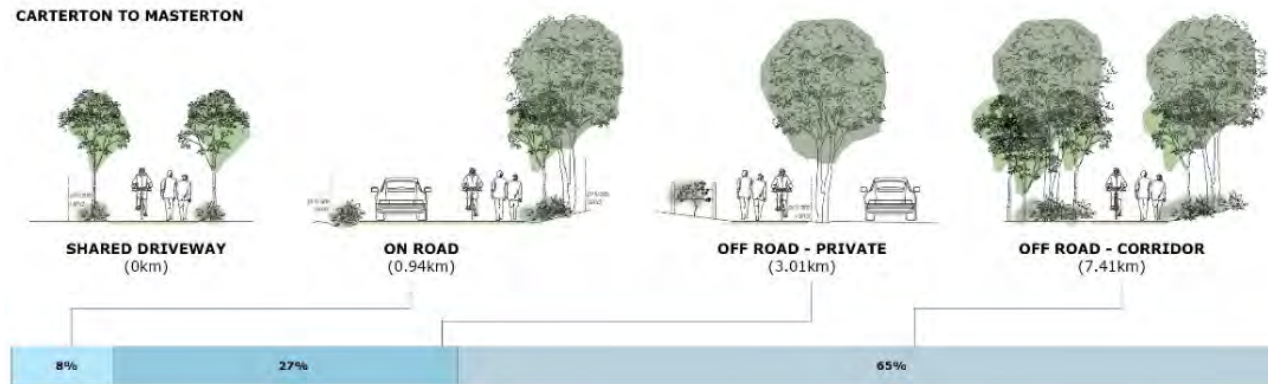 CARTERTON TO MASTERTON
SHARED DRIVEWAY
(0km)
ON ROAD
(0.94km)
OFF ROAD - PRIVATE
(3.01km)
OFF ROAD - CORRIDOR
(7.41km)
8%
27%
65%